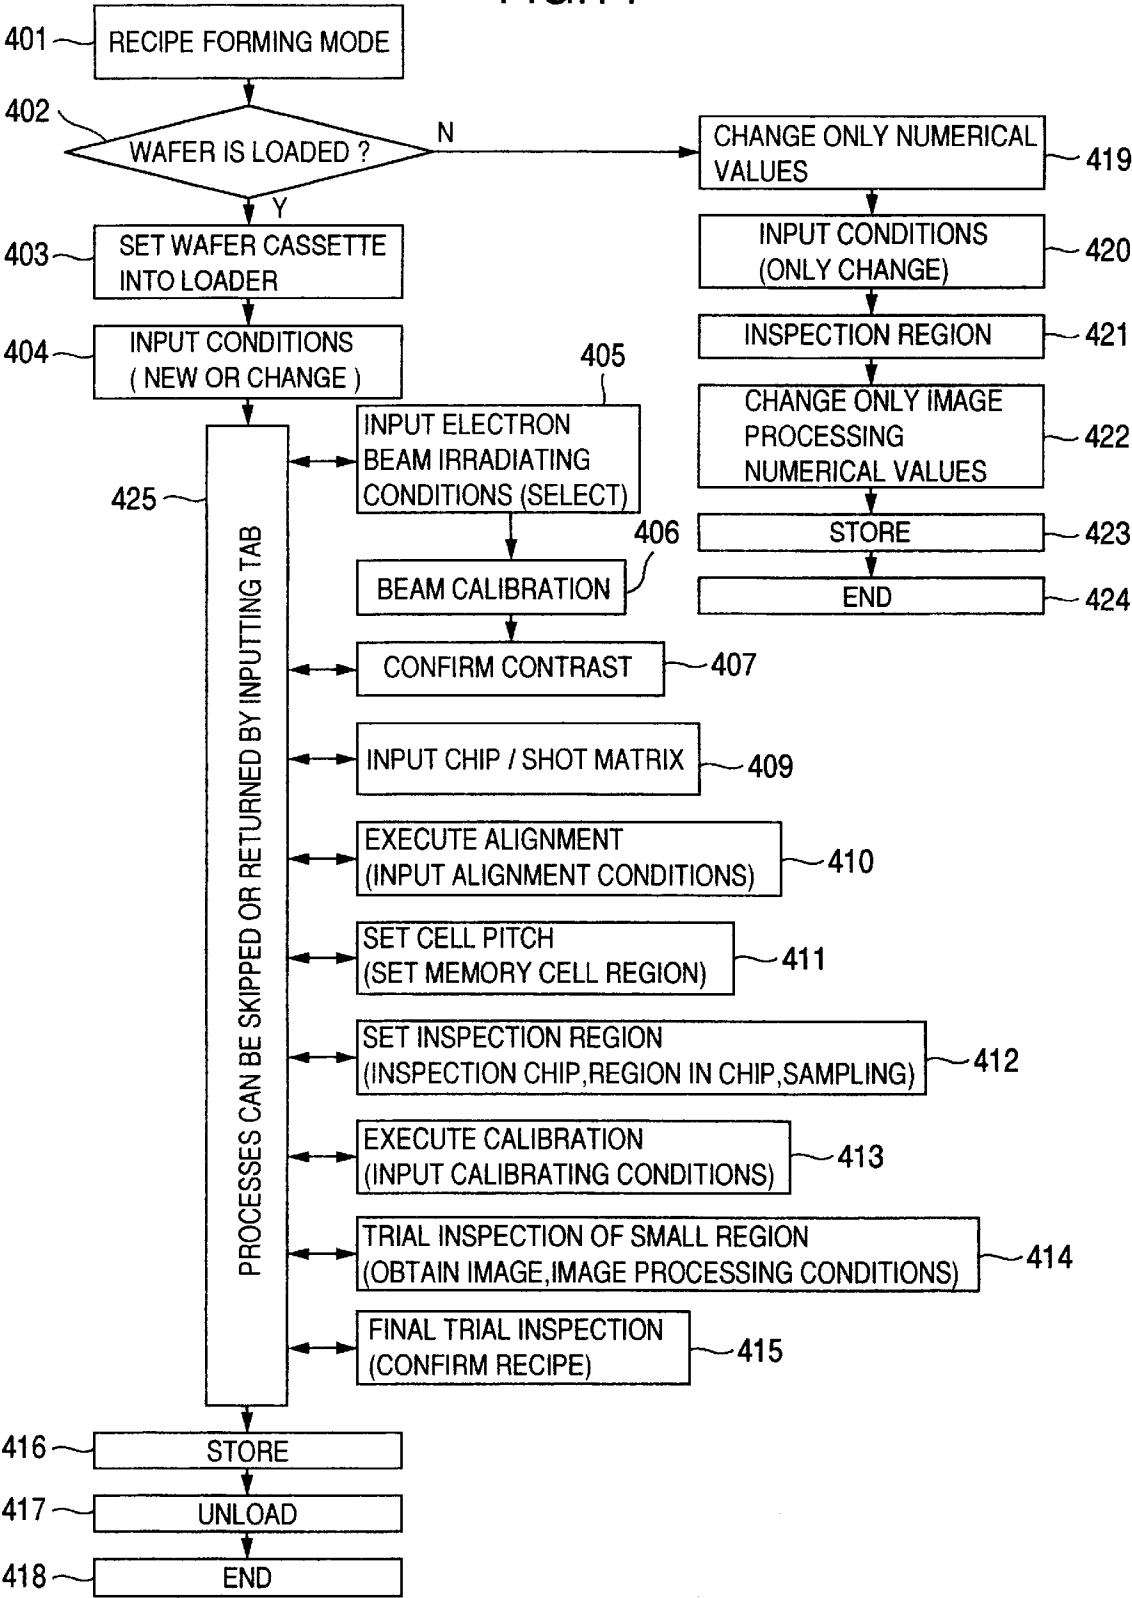 401
RECIPE FORMING MODE
402
WAFER IS LOADED ?
N
Y
403
SET WAFER CASSETTE
INTO LOADER
404
INPUT CONDITIONS
( NEW OR CHANGE )
425
PROCESSES CAN BE SKIPPED OR RETURNED BY INPUTTING TAB
405
INPUT ELECTRON
BEAM IRRADIATING
CONDITIONS (SELECT)
406
BEAM CALIBRATION
CONFIRM CONTRAST
407
INPUT CHIP / SHOT MATRIX
409
EXECUTE ALIGNMENT
(INPUT ALIGNMENT CONDITIONS)
410
SET CELL PITCH
(SET MEMORY CELL REGION)
411
SET INSPECTION REGION
(INSPECTION CHIP,REGION IN CHIP,SAMPLING)
412
EXECUTE CALIBRATION
(INPUT CALIBRATING CONDITIONS)
413
TRIAL INSPECTION OF SMALL REGION
(OBTAIN IMAGE,IMAGE PROCESSING CONDITIONS)
414
FINAL TRIAL INSPECTION
(CONFIRM RECIPE)
415
416
STORE
417
UNLOAD
418
END
CHANGE ONLY NUMERICAL
VALUES
419
INPUT CONDITIONS
(ONLY CHANGE)
420
INSPECTION REGION
421
CHANGE ONLY IMAGE
PROCESSING
NUMERICAL VALUES
422
STORE
423
END
424